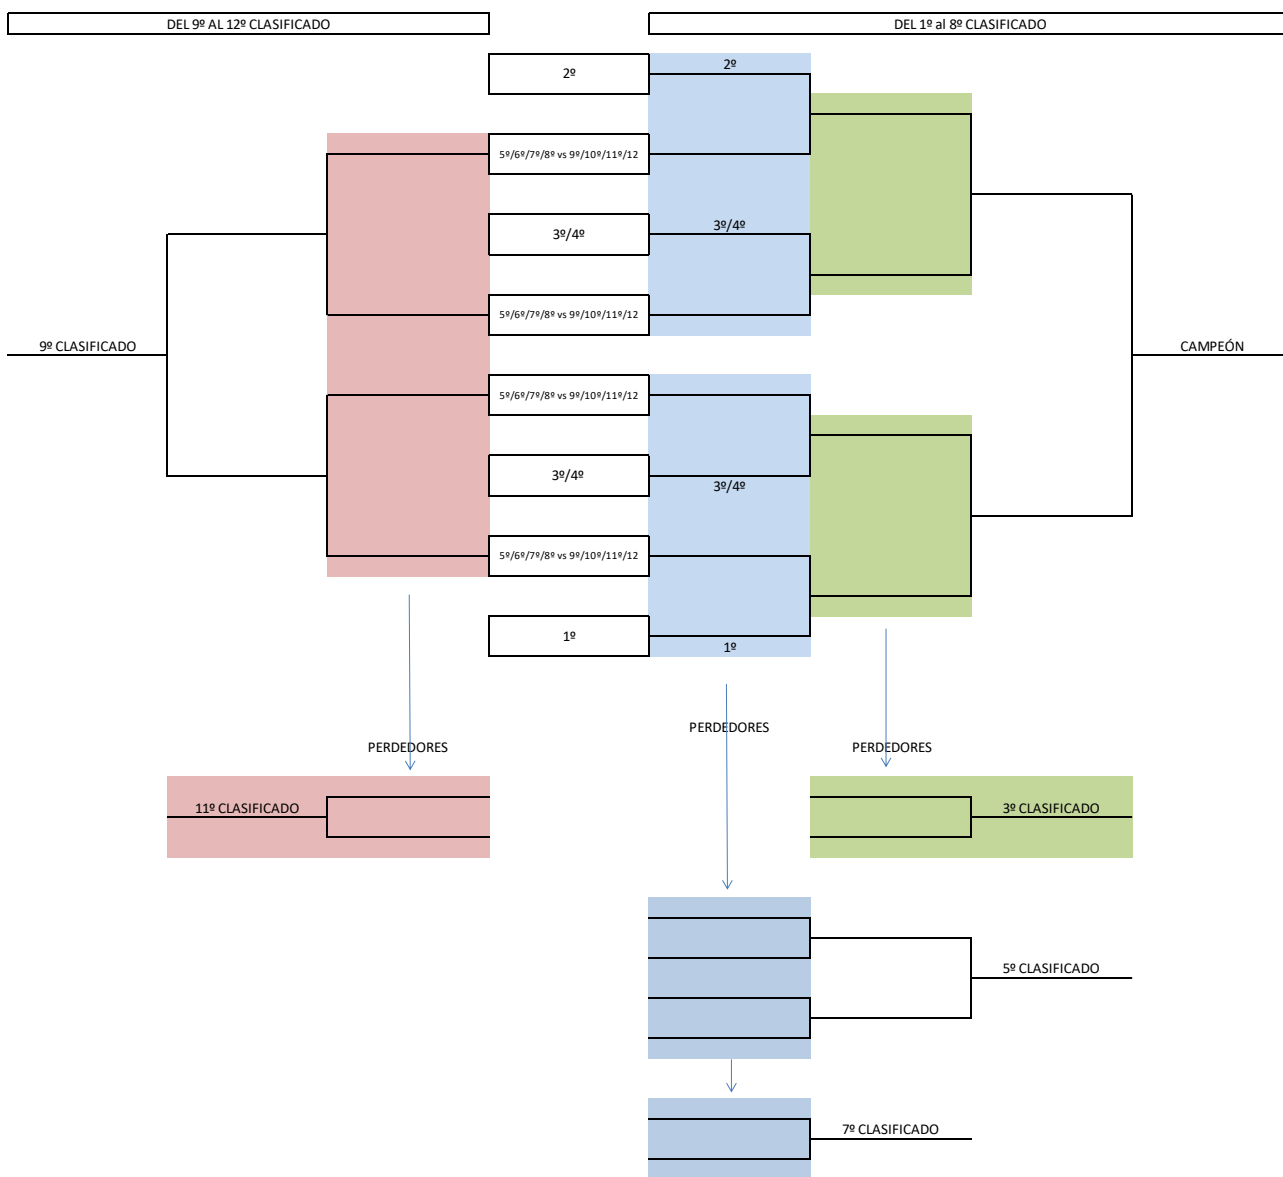 DEL 9º AL 12º CLASIFICADO
DEL 1º al 8º CLASIFICADO
2º
2º
5º/6º/7º/8º vs 9º/10º/11º/12
3º/4º
3º/4º
5º/6º/7º/8º vs 9º/10º/11º/12
9º CLASIFICADO
CAMPEÓN
5º/6º/7º/8º vs 9º/10º/11º/12
3º/4º
3º/4º
5º/6º/7º/8º vs 9º/10º/11º/12
1º
1º
PERDEDORES
PERDEDORES
PERDEDORES
11º CLASIFICADO
3º CLASIFICADO
5º CLASIFICADO
7º CLASIFICADO